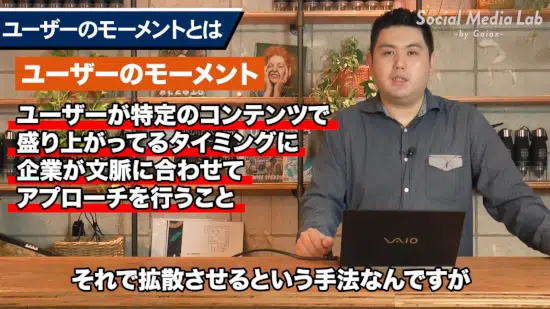 ユーザーのモーメントとは
Social Media Lab
-by Gaiax-
ユーザーのモーメント
ユーザーが特定のコンテンツで
盛り上がってるタイミングに
企業が文脈に合わせて
アプローチを行うこと
VAIO
それで拡散させるという手法なんですが